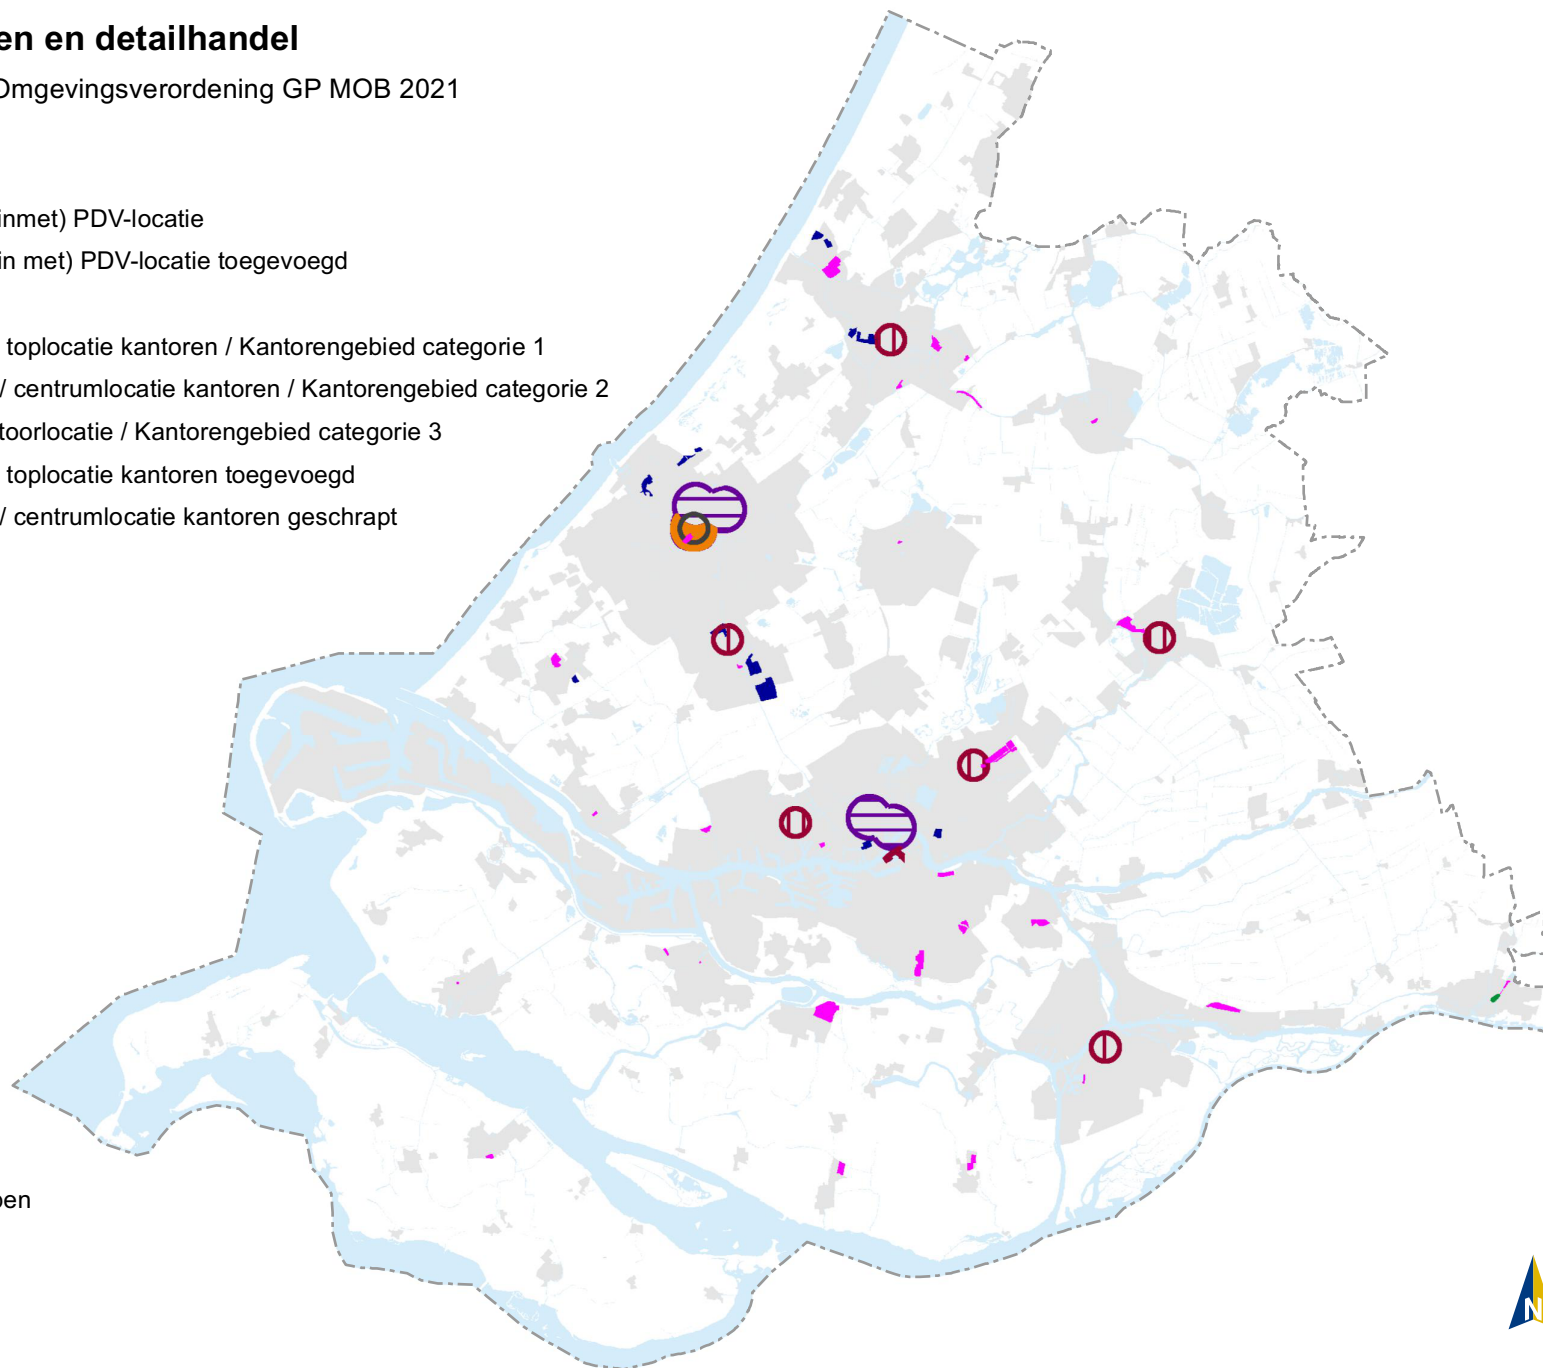 en en detailhandel
Omgevingsverordening GP MOB 2021
inmet) PDV-locatie
in met) PDV-locatie toegevoegd
toplocatie kantoren / Kantorengebied categorie 1
/ centrumlocatie kantoren / Kantorengebied categorie 2
toorlocatie / Kantorengebied categorie 3
toplocatie kantoren toegevoegd
/ centrumlocatie kantoren geschrapt
pen
N